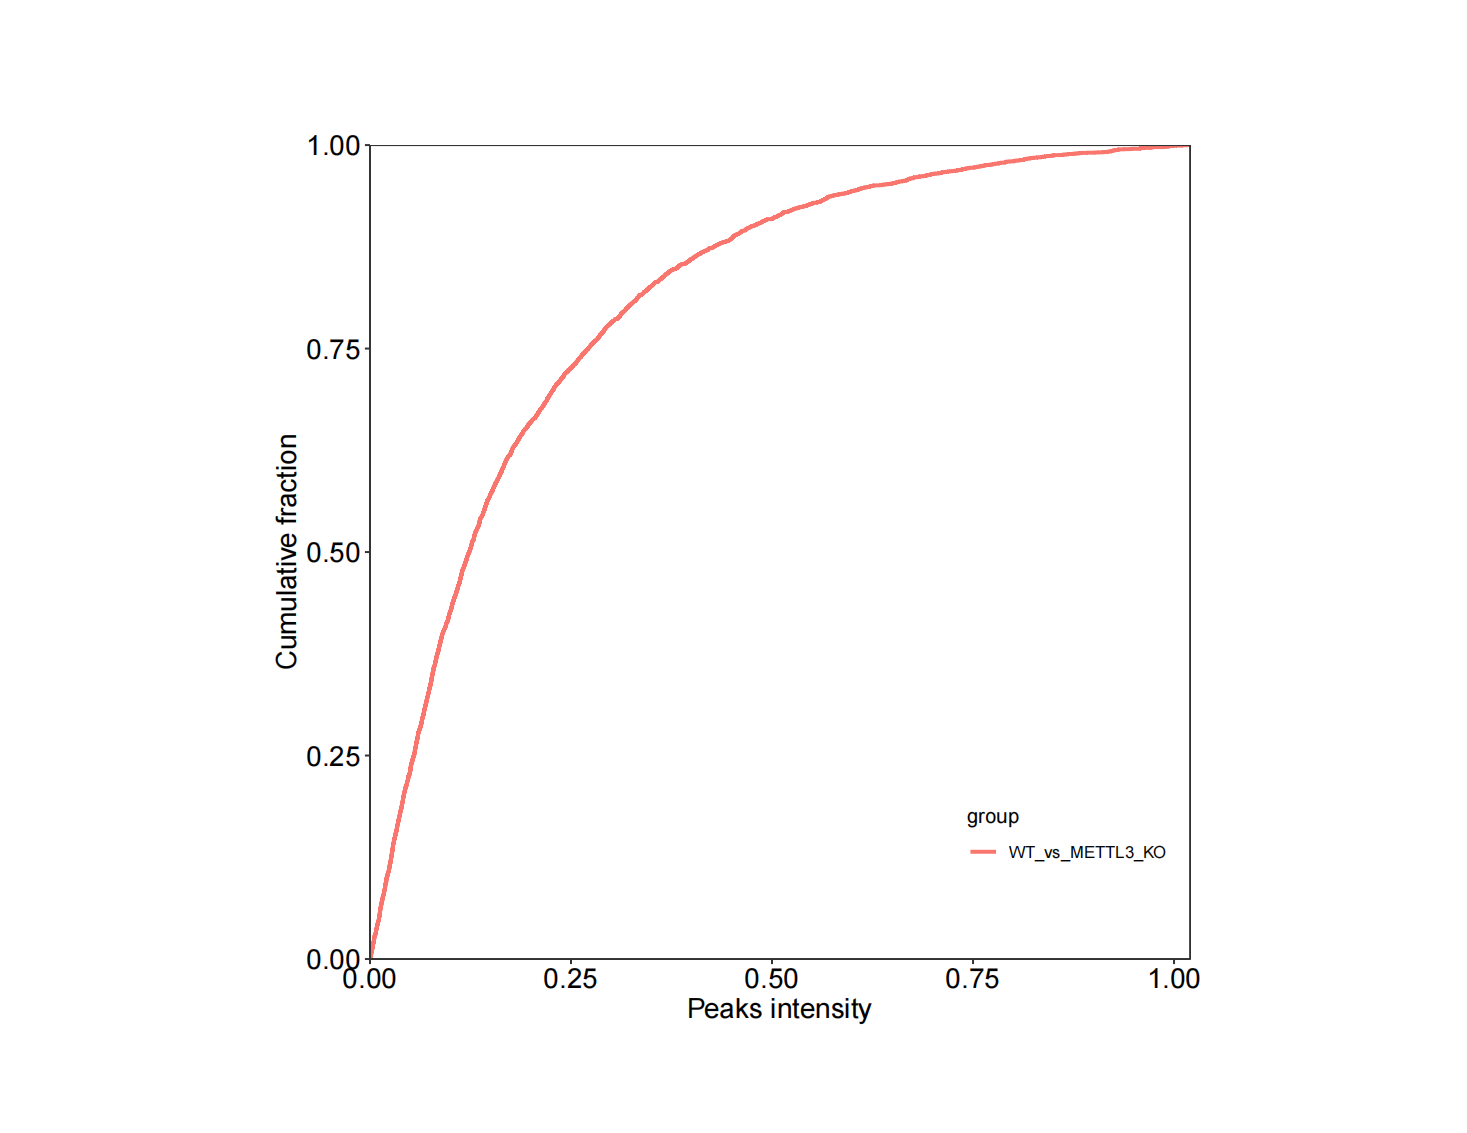 1.00
0.75
0.50
0.25
0.00
Cumulative fraction
group
WT_vs_METTL3_KO
0.00 0.25 0.50 0.75 1.00
Peaks intensity